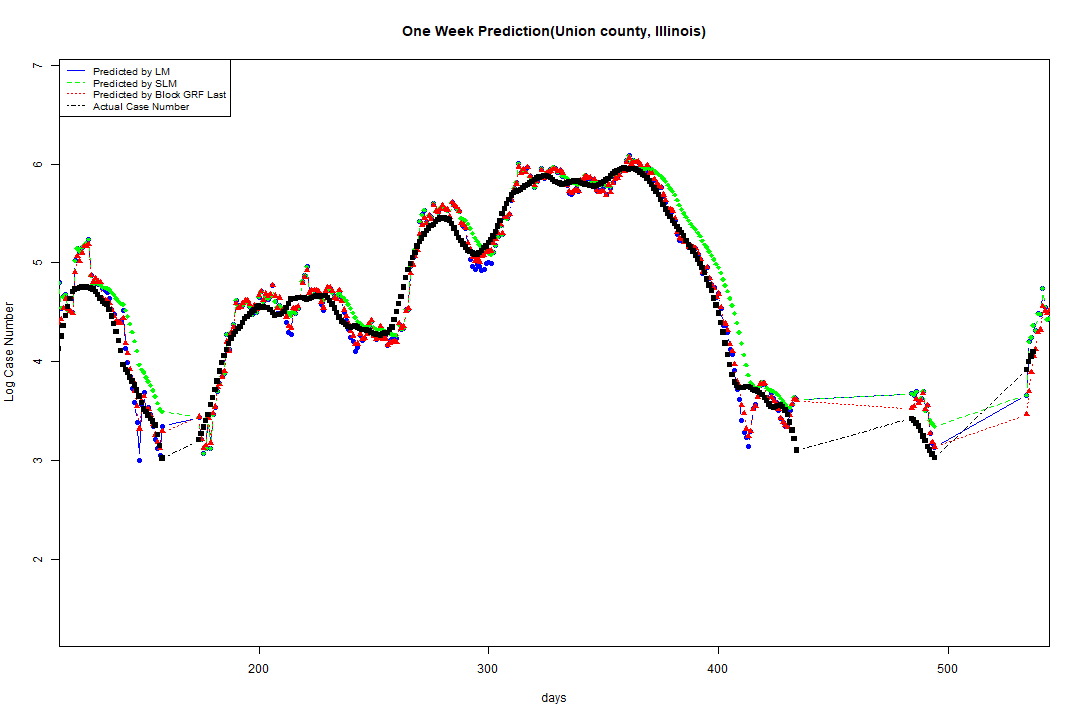 One Week Prediction(Union county, Illinois)
Predicted by LM
Predicted by SLM
Predicted by Block GRF Last
Actual Case Number
7
6
5
4
3
2
Log Case Number
200 300 400 500
days